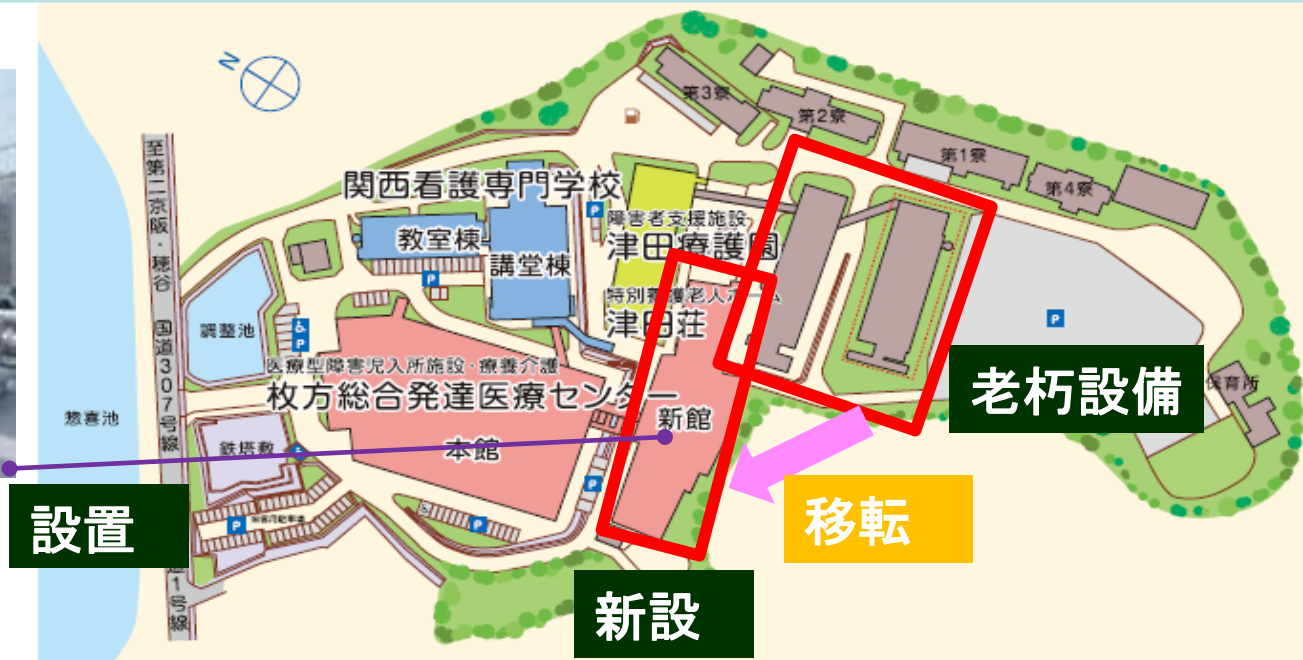 N
第3寮
第2寮
第1寮
第4寮
至第二京阪・穂谷
国道307号線
関西看護専門学校
P
障害者支援施設
津田療護園
教室棟
講堂棟
P
特別養護老人ホーム
津田荘
調整池
P
P
医療型障害児入所施設・療養介護
枚方総合発達医療センター
老朽設備
保育所
惣喜池
新館
鉄塔敷
本館
P
移転
設置
P
P
道1号線
新設